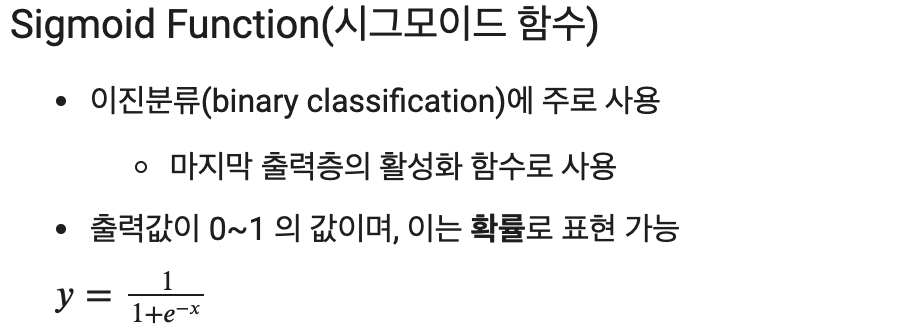 Sigmoid Function(시그모이드 함수)
• 이진분류(binary classification)에 주로 사용
◦ 마지막 출력층의 활성화 함수로 사용
• 출력값이 0~1 의 값이며, 이는 확률로 표현 가능
y = 1/(1+e^{-x})